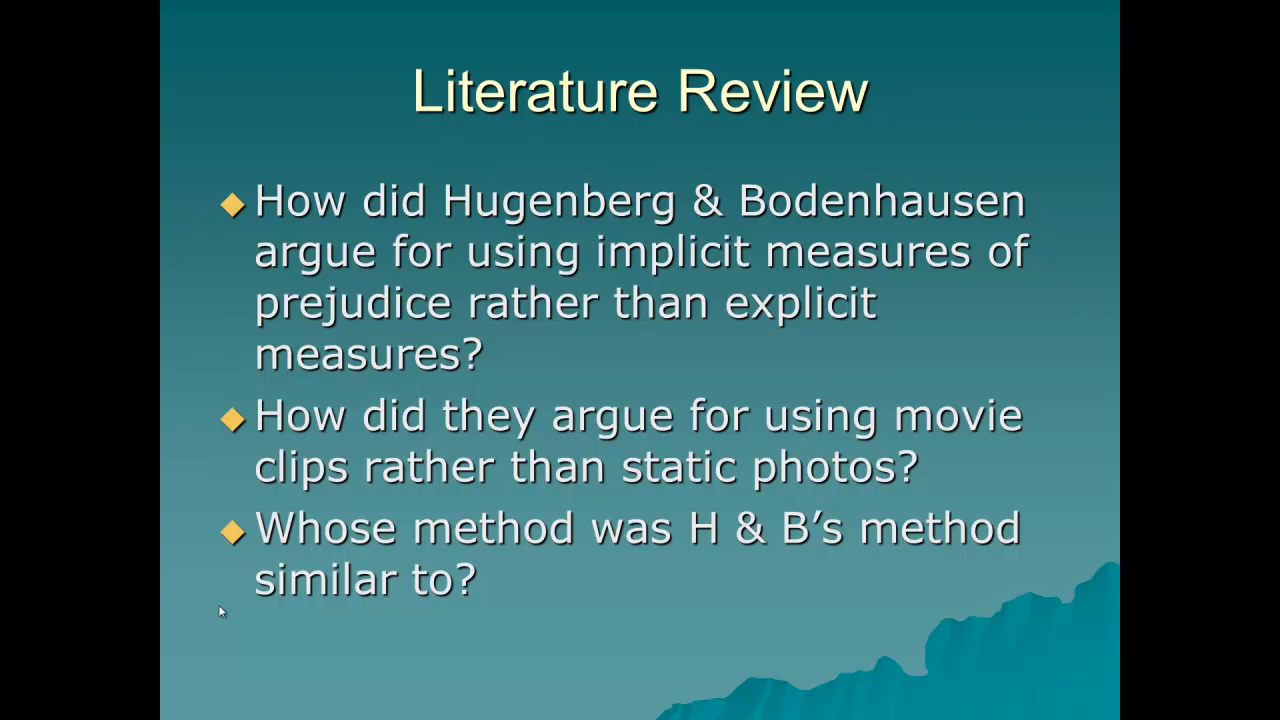 Literature Review
How did Hugenberg & Bodenhausen
argue for using implicit measures of
prejudice rather than explicit
measures?
How did they argue for using movie
clips rather than static photos?
Whose method was H & B’s method
similar to?